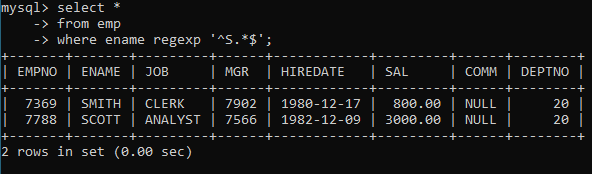 mysql> select *
    -> from emp
    -> where ename regexp '^S.*$';
+-------+-------+---------+------+------------+---------+------+--------+
| EMPNO | ENAME | JOB     | MGR  | HIREDATE   | SAL     | COMM | DEPTNO |
+-------+-------+---------+------+------------+---------+------+--------+
|  7369 | SMITH | CLERK   | 7902 | 1980-12-17 |  800.00 | NULL |     20 |
|  7788 | SCOTT | ANALYST | 7566 | 1982-12-09 | 3000.00 | NULL |     20 |
+-------+-------+---------+------+------------+---------+------+--------+
2 rows in set (0.00 sec)